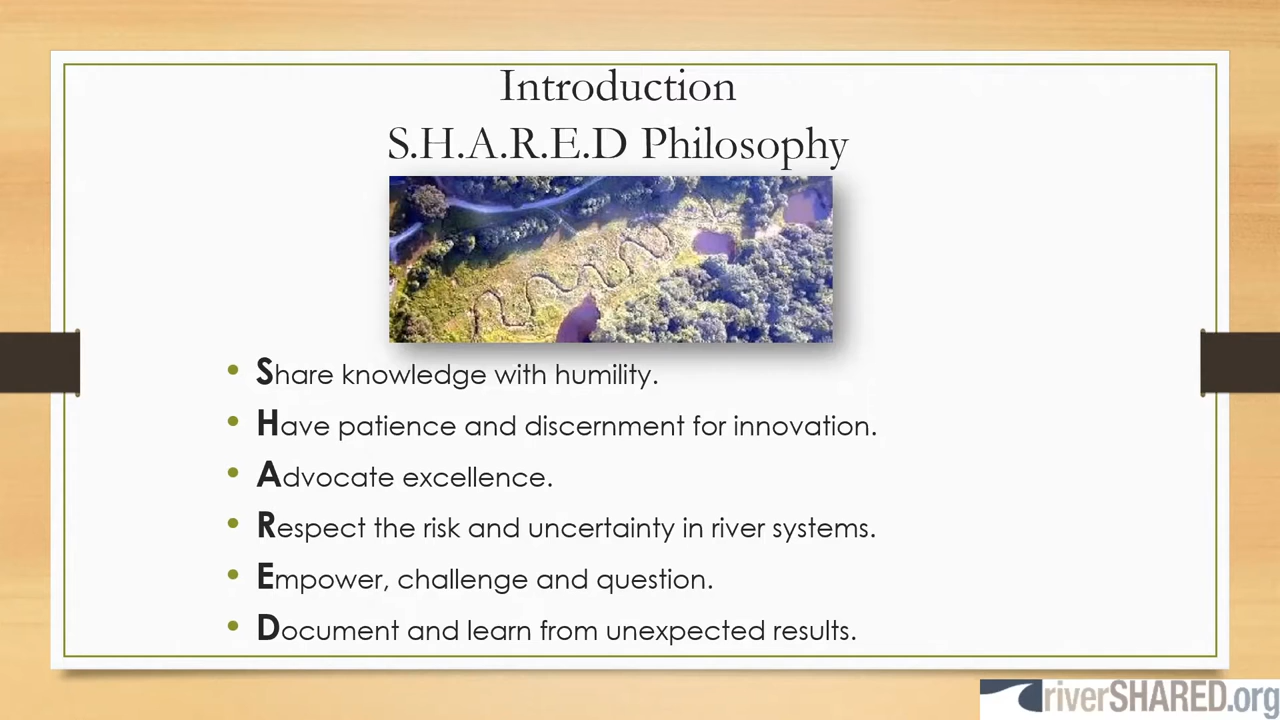 Introduction
S.H.A.R.E.D Philosophy
Share knowledge with humility.
Have patience and discernment for innovation.
Advocate excellence.
Respect the risk and uncertainty in river systems.
Empower, challenge and question.
Document and learn from unexpected results.
riverSHARED.org